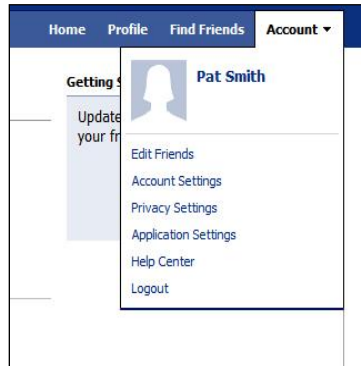 Home Profile Find Friends Account
Getting
Pat Smith
Update
your
Edit Friends
Account Settings
Privacy Settings
Application Settings
Help Center
Logout